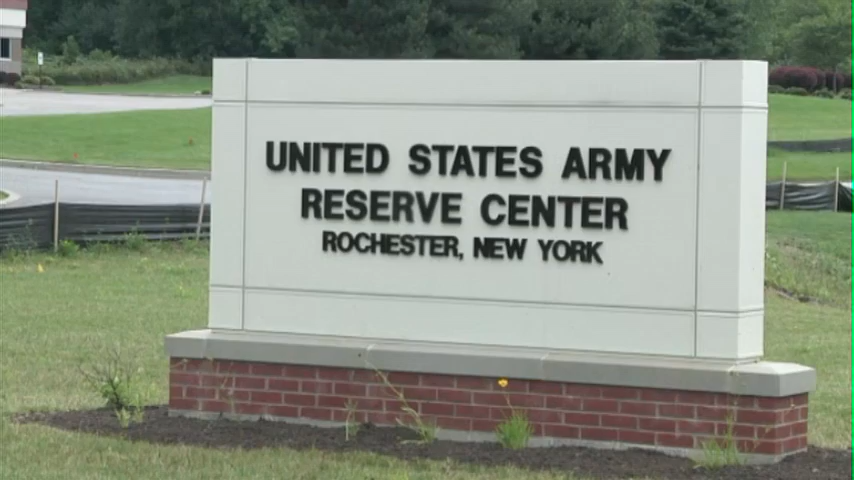 UNITED STATES ARMY
RESERVE CENTER
ROCHESTER, NEW YORK